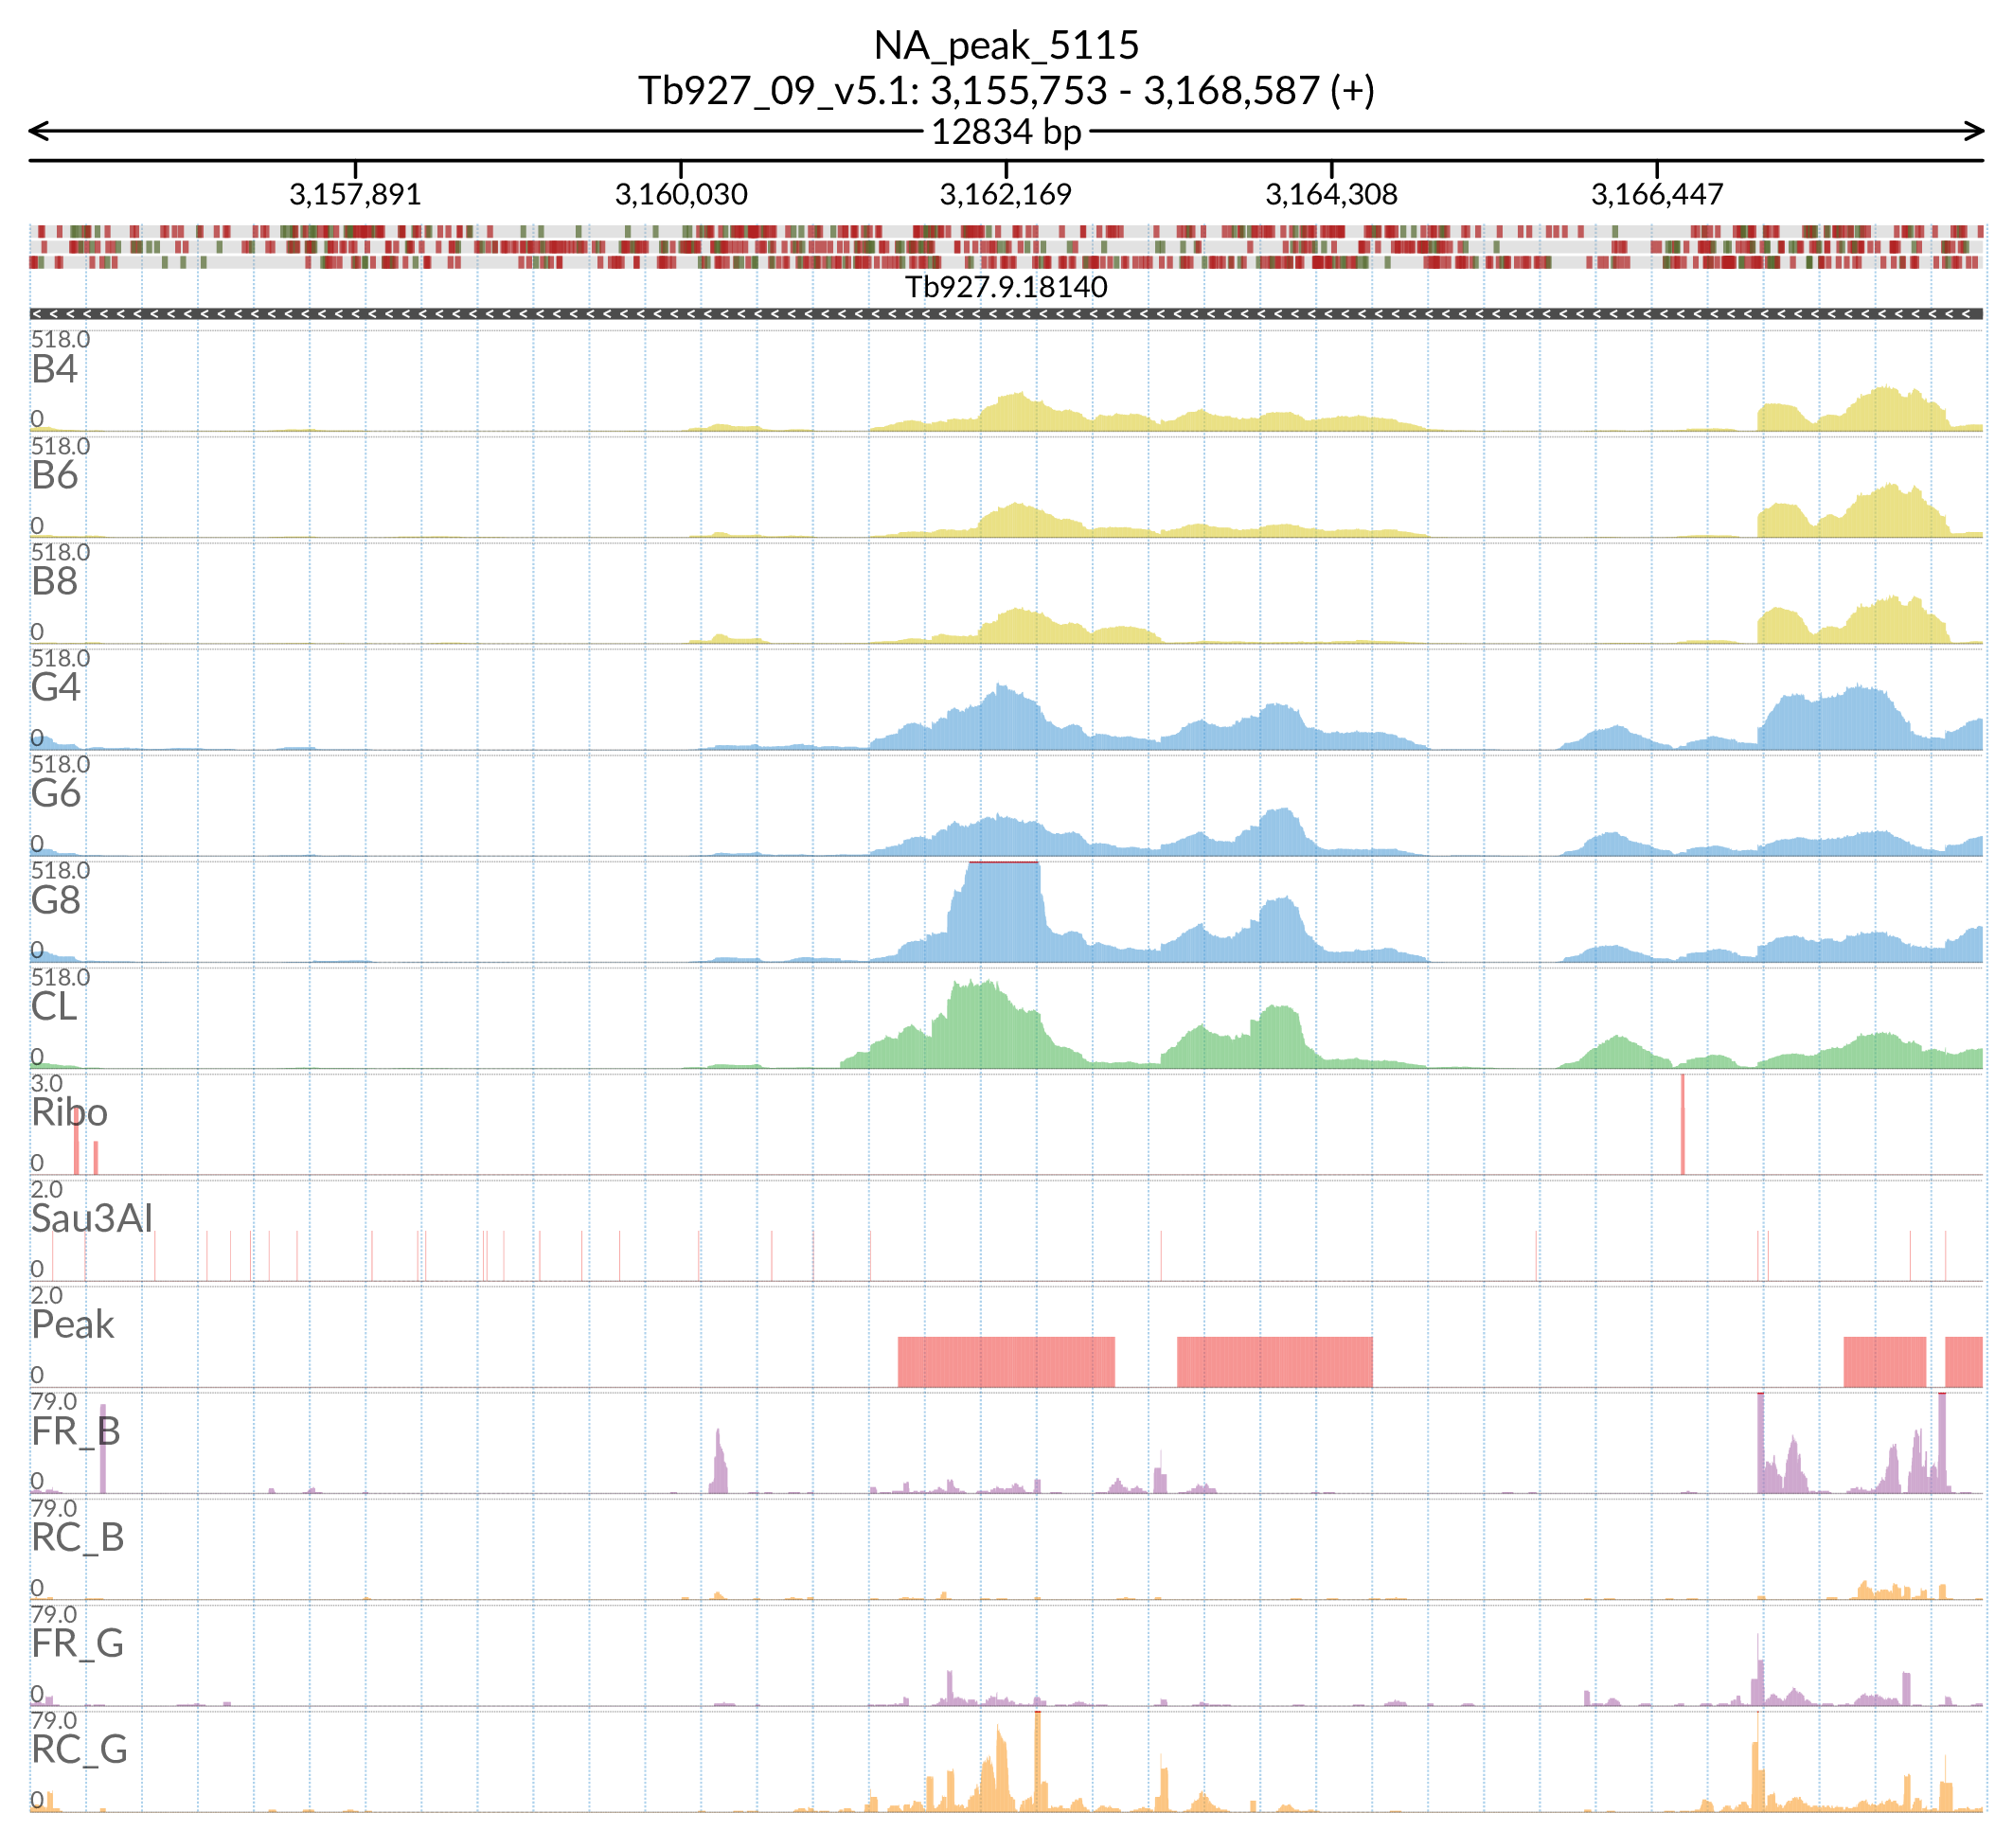 NA_peak_5115
Tb927_09_v5.1: 3,155,753 - 3,168,587 (+)
12834 bp
3,157,891 3,160,030 3,162,169 3,164,308 3,166,447
Tb927.9.18140
518.0
B4
0
518.0
B6
0
518.0
B8
0
518.0
G4
0
518.0
G6
0
518.0
G8
0
518.0
CL
0
3.0
Ribo
0
2.0
Sau3AI
0
2.0
Peak
0
79.0
FR_B
0
79.0
RC_B
0
79.0
FR_G
0
79.0
RC_G
0